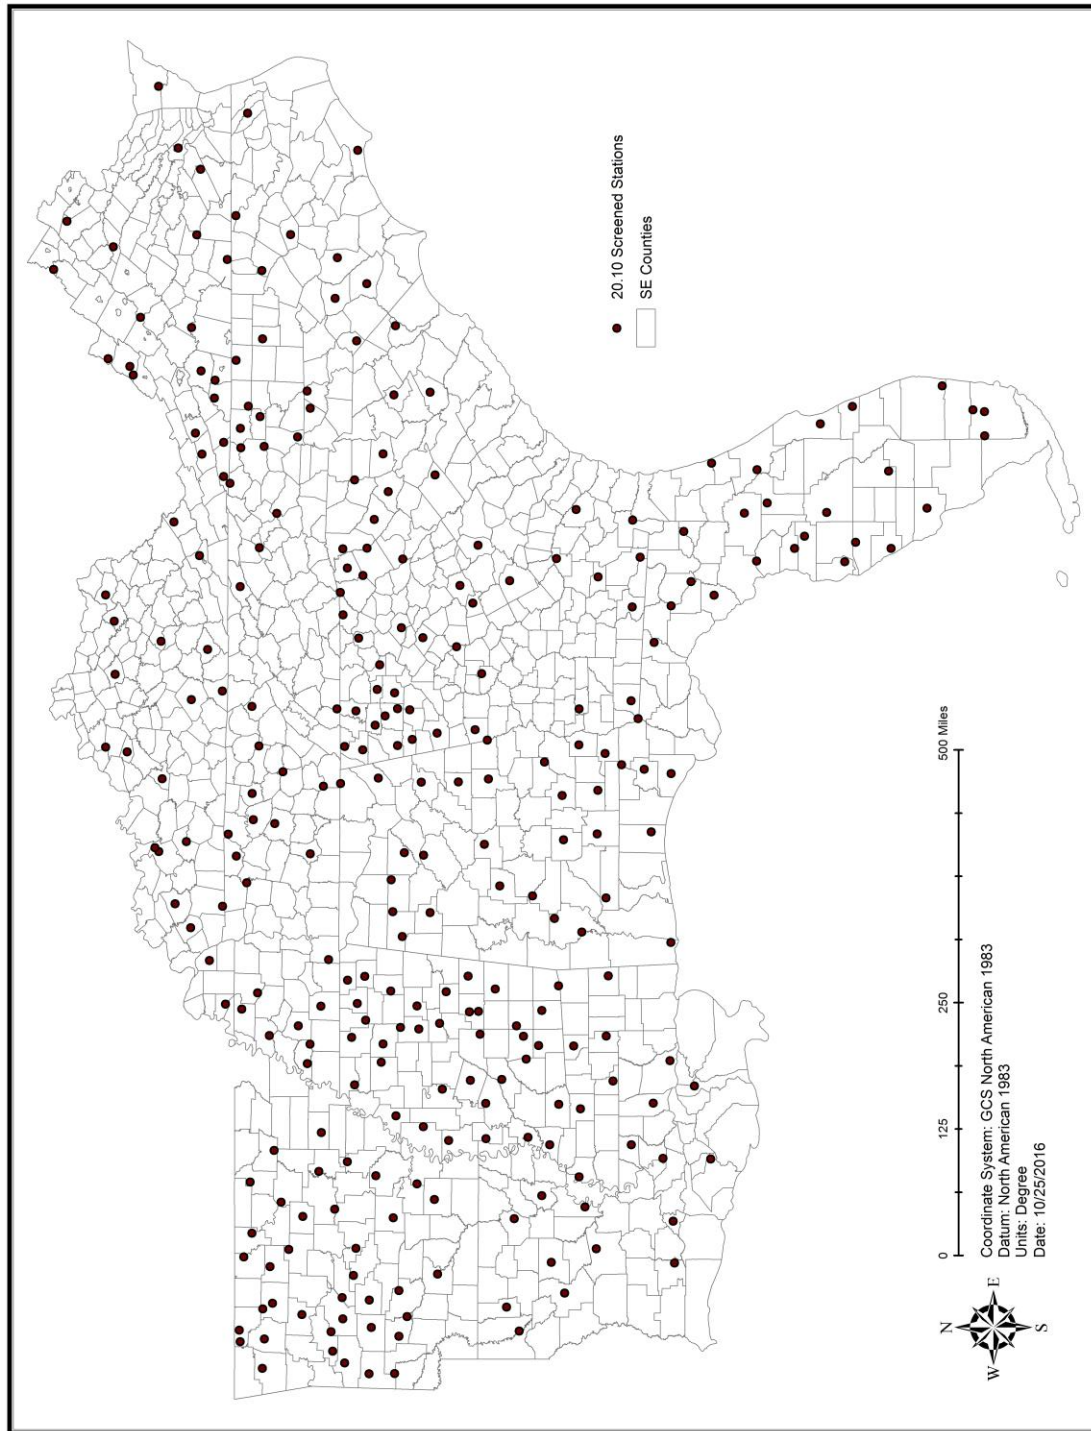 20.10 Screened Stations
SE Counties
N
W
E
S
0
125
250
500 Miles
Coordinate System: GCS North American 1983
Datum: North American 1983
Units: Degree
Date: 10/25/2016